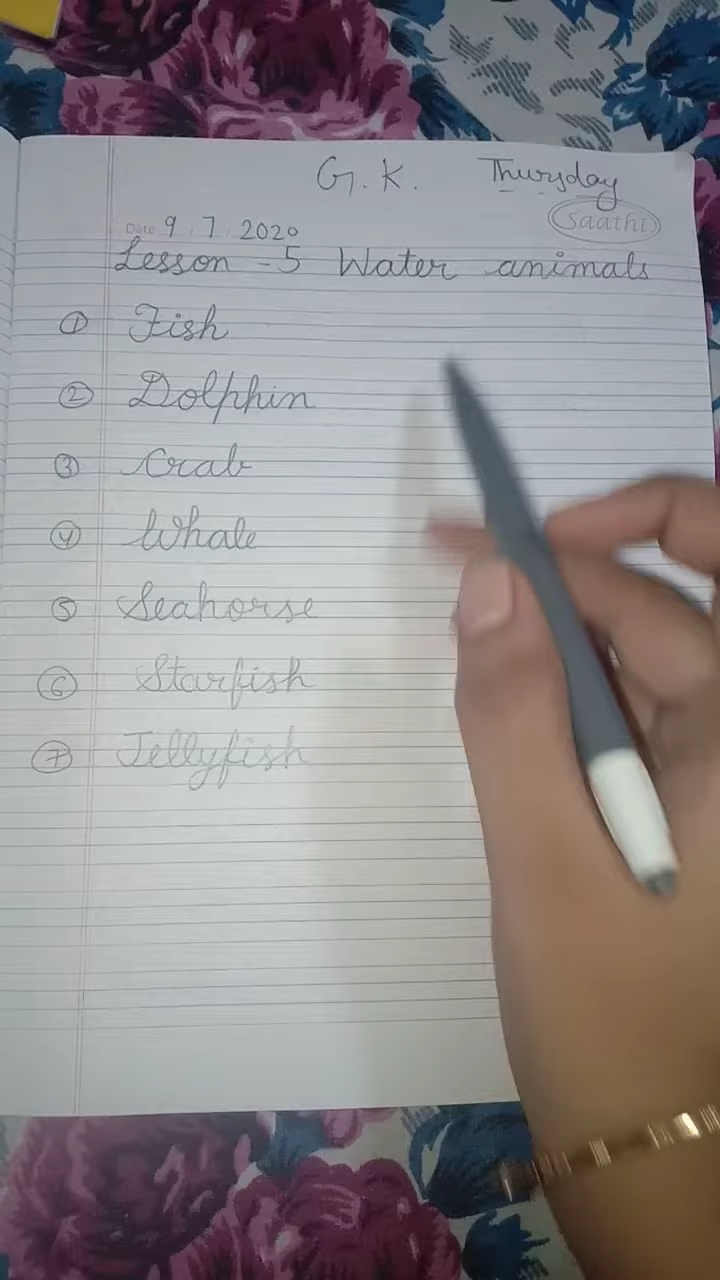 G.K. Thursday
Saathi
Date 9.7.2020
Lesson - 5 Water animals
① Fish
② Dolphin
③ Crab
④ Whale
⑤ Seahorse
⑥ Starfish
⑦ Jellyfish